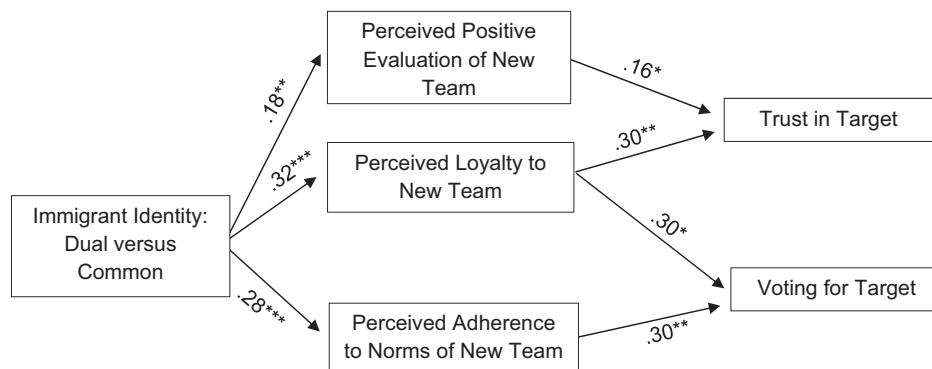 Perceived Positive
Evaluation of New
Team
.18**
.16*
Trust in Target
.32***
Perceived Loyalty to
New Team
.30**
Immigrant Identity:
Dual versus
Common
.30*
Voting for Target
.28***
Perceived Adherence
to Norms of New Team
.30**